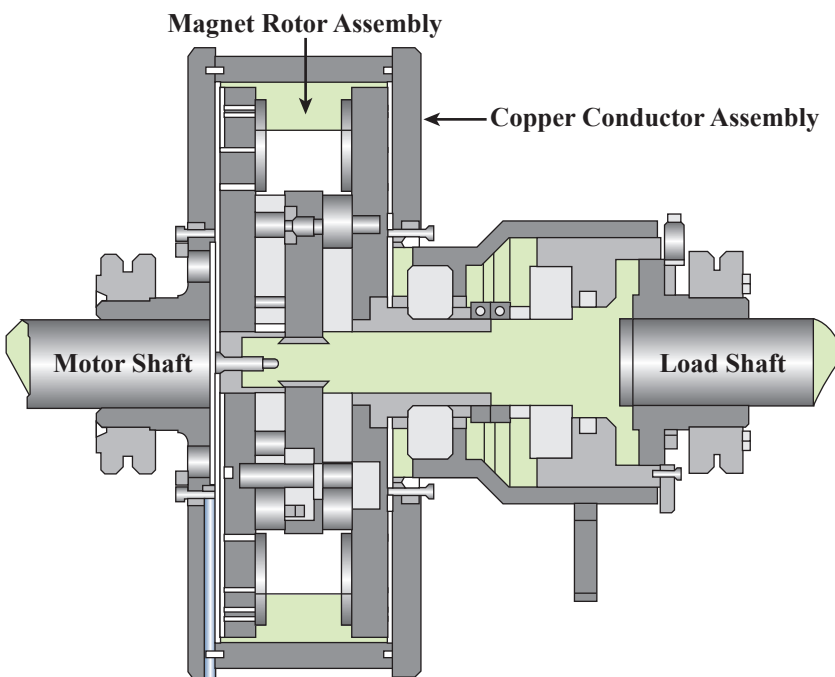 Magnet Rotor Assembly
Copper Conductor Assembly
Motor Shaft
Load Shaft